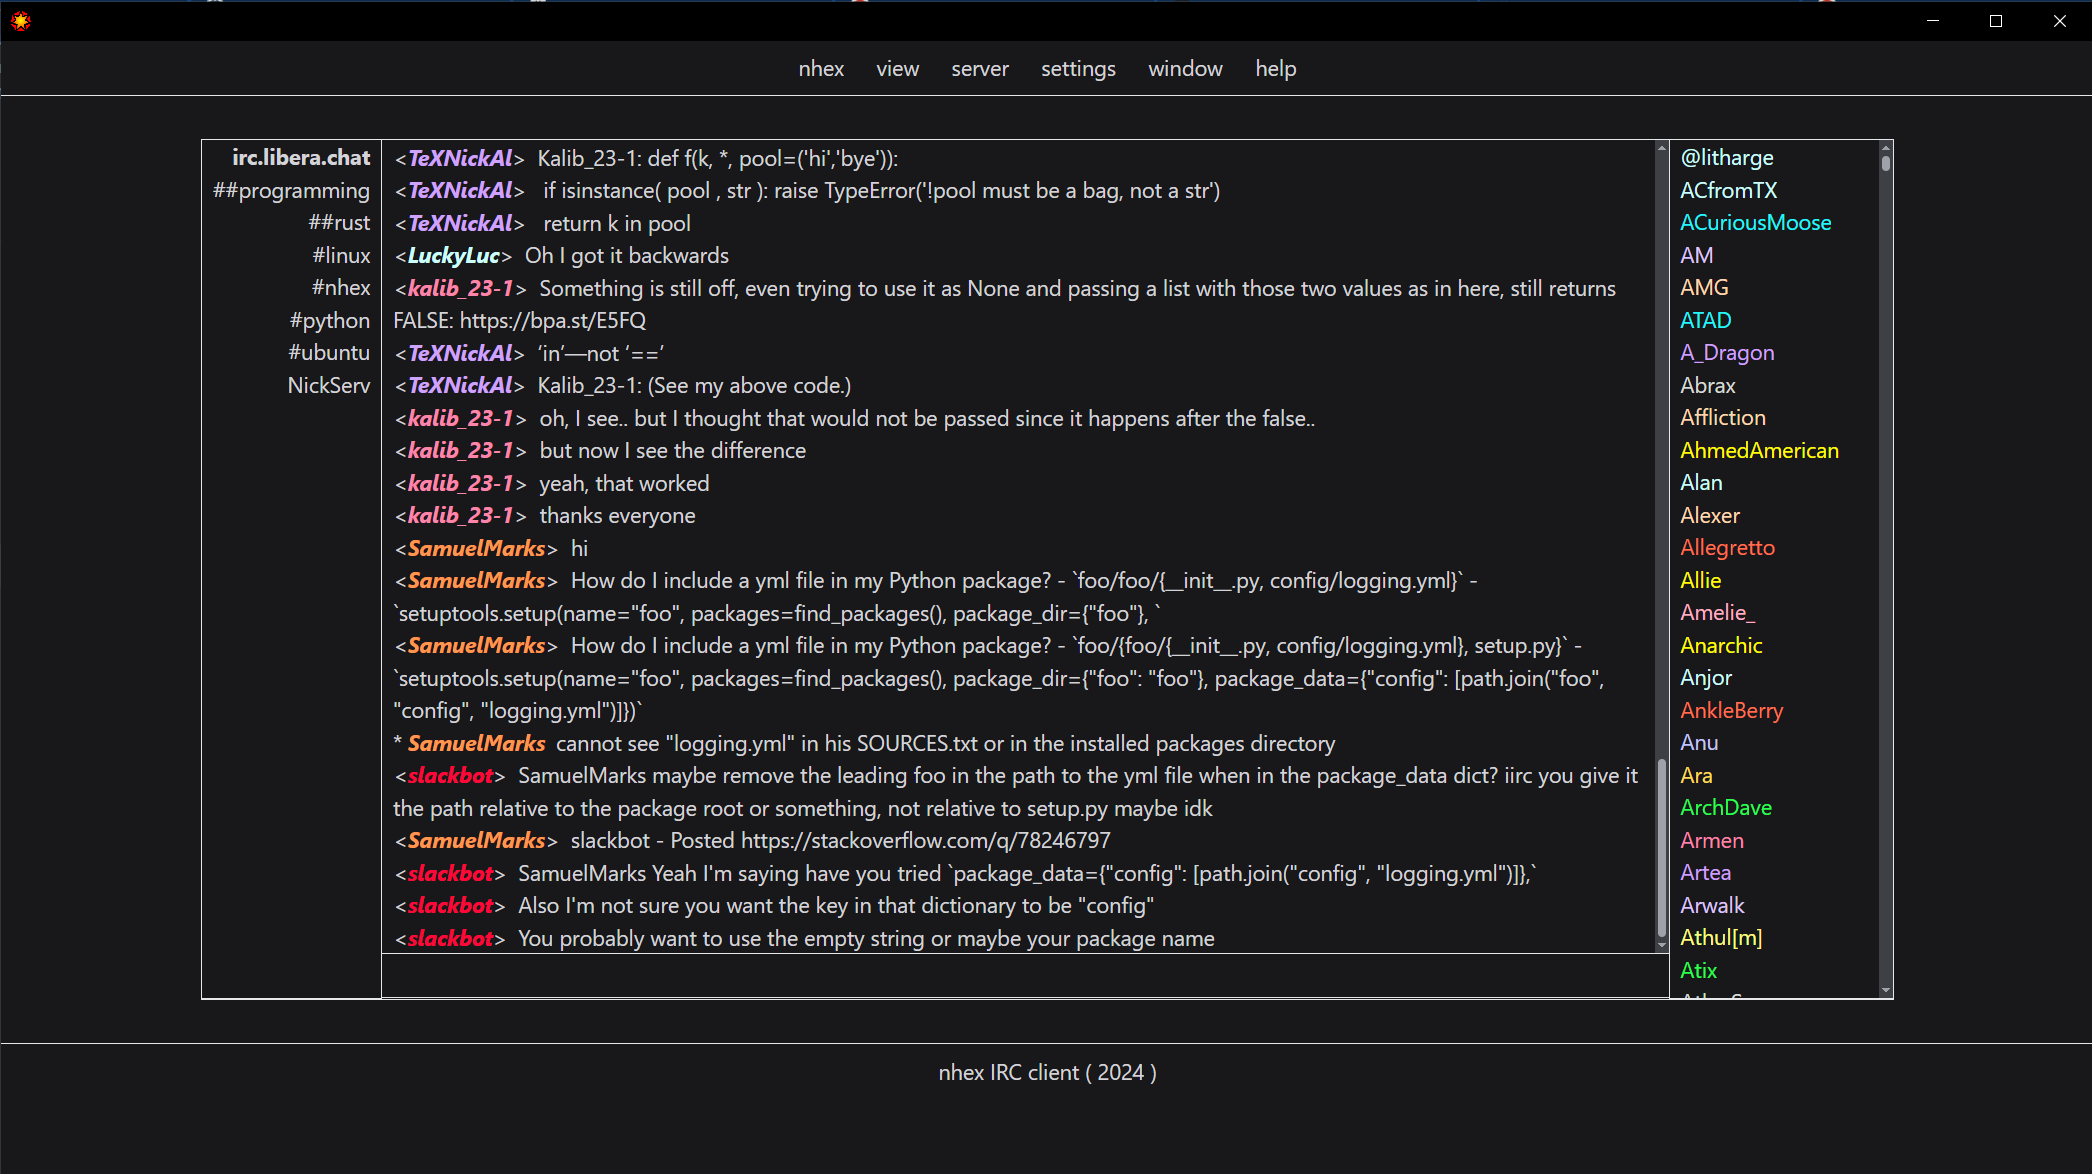 nhex view server settings window help
irc.libera.chat
##programming
##rust
#linux
#nhex
#python
#ubuntu
NickServ
<TeXNickAl> Kalib_23-1: def f(k, *, pool=('hi','bye')):
<TeXNickAl> if isinstance( pool , str ): raise TypeError('!pool must be a bag, not a str')
<TeXNickAl> return k in pool
<LuckyLuc> Oh I got it backwards
<kalib_23-1> Something is still off, even trying to use it as None and passing a list with those two values as in here, still returns
FALSE: https://bpa.st/E5FQ
<TeXNickAl> ‘in’—not ‘==’
<TeXNickAl> Kalib_23-1: (See my above code.)
<kalib_23-1> oh, I see.. but I thought that would not be passed since it happens after the false..
<kalib_23-1> but now I see the difference
<kalib_23-1> yeah, that worked
<kalib_23-1> thanks everyone
<SamuelMarks> hi
<SamuelMarks> How do I include a yml file in my Python package? - `foo/foo/{__init__.py, config/logging.yml}` -
`setuptools.setup(name="foo", packages=find_packages(), package_dir={"foo"}, `
<SamuelMarks> How do I include a yml file in my Python package? - `foo/{foo/{__init__.py, config/logging.yml}, setup.py}` -
`setuptools.setup(name="foo", packages=find_packages(), package_dir={"foo": "foo"}, package_data={"config": [path.join("foo",
"config", "logging.yml")]})`
* SamuelMarks cannot see "logging.yml" in his SOURCES.txt or in the installed packages directory
<slackbot> SamuelMarks maybe remove the leading foo in the path to the yml file when in the package_data dict? iirc you give it
the path relative to the package root or something, not relative to setup.py maybe idk
<SamuelMarks> slackbot - Posted https://stackoverflow.com/q/78246797
<slackbot> SamuelMarks Yeah I'm saying have you tried `package_data={"config": [path.join("config", "logging.yml")]},`
<slackbot> Also I'm not sure you want the key in that dictionary to be "config"
<slackbot> You probably want to use the empty string or maybe your package name
@litharge
ACfromTX
ACuriousMoose
AM
AMG
ATAD
A_Dragon
Abrax
Affliction
AhmedAmerican
Alan
Alexer
Allegretto
Allie
Amelie_
Anarchic
Anjor
AnkleBerry
Anu
Ara
ArchDave
Armen
Artea
Arwalk
Athul[m]
Atix
nhex IRC client ( 2024 )